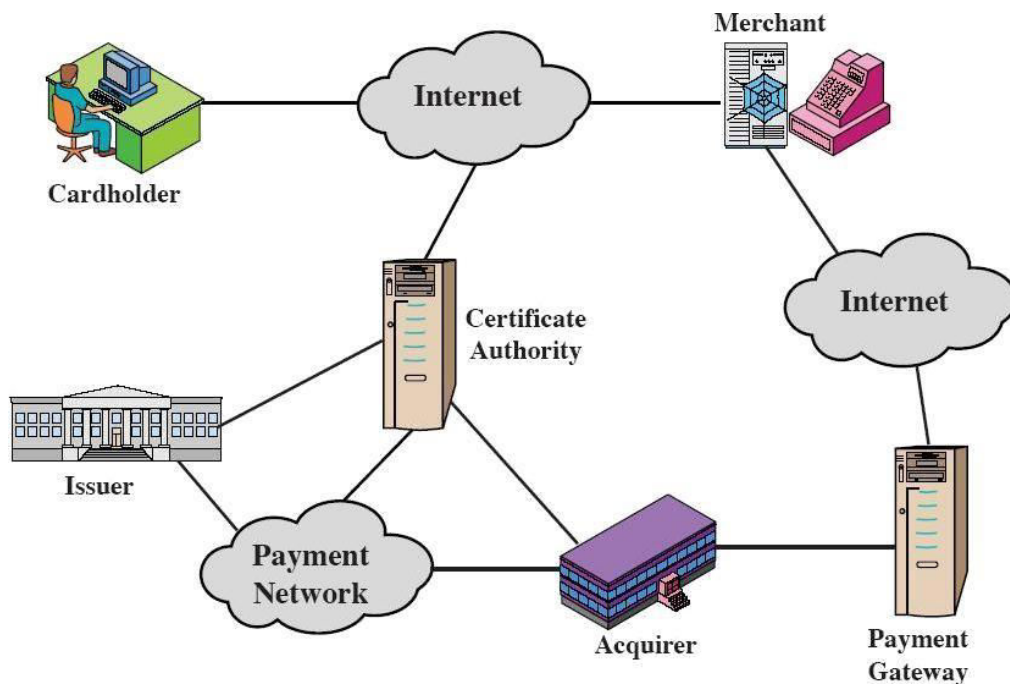 Merchant
Internet
Cardholder
Certificate
Authority
Internet
Issuer
Payment
Network
Acquirer
Payment
Gateway